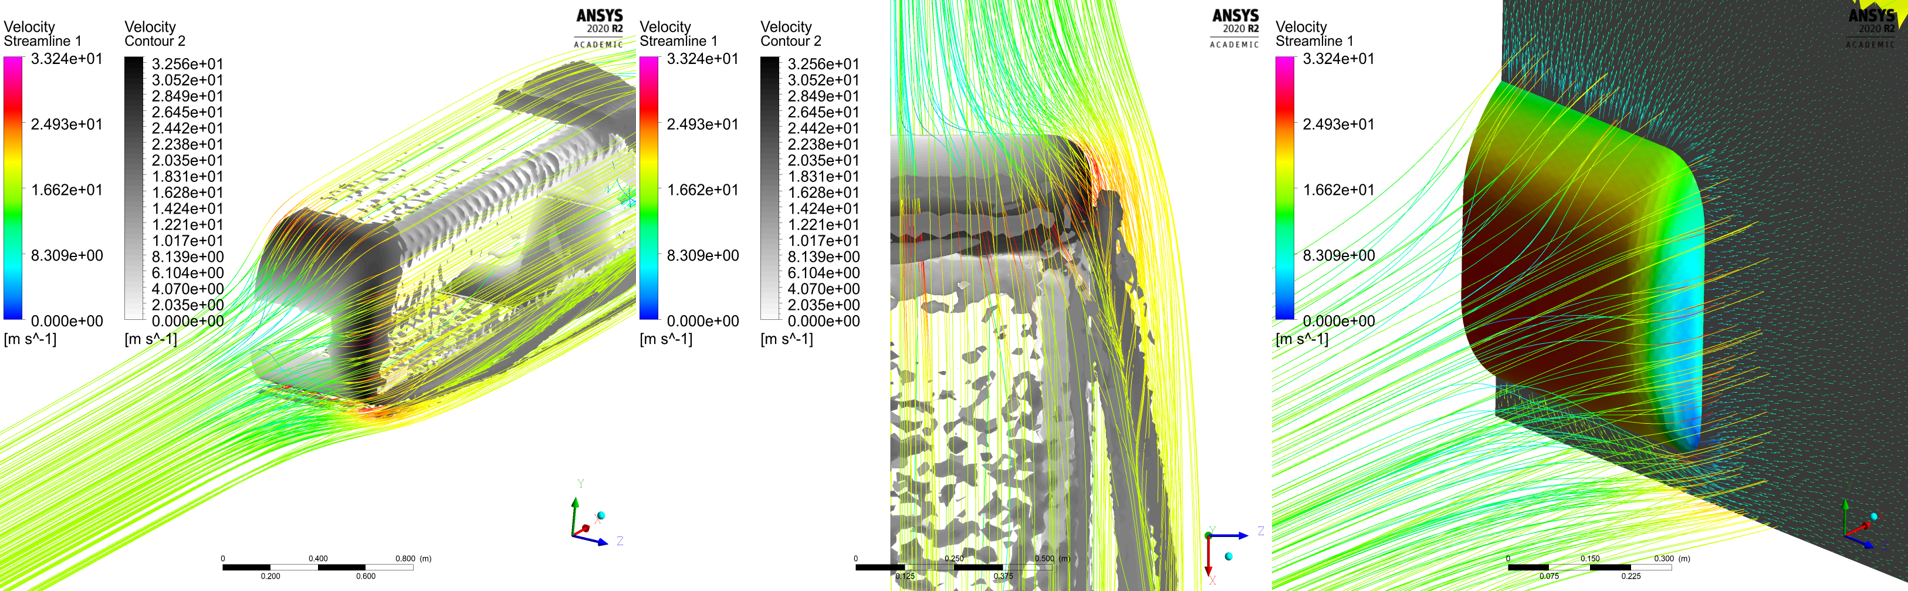 Velocity
Streamline 1
3.324e+01
2.493e+01
1.662e+01
8.309e+00
0.000e+00
[m s^-1]
Velocity
Contour 2
3.256e+01
3.052e+01
2.849e+01
2.645e+01
2.442e+01
2.238e+01
2.035e+01
1.831e+01
1.628e+01
1.424e+01
1.221e+01
1.017e+01
8.139e+00
6.104e+00
4.070e+00
2.035e+00
0.000e+00
[m s^-1]
ANSYS
2020 R2
ACADEMIC
Y
X
Z
0 0.400 0.800 (m)
0.200 0.600
Velocity
Streamline 1
3.324e+01
2.493e+01
1.662e+01
8.309e+00
0.000e+00
[m s^-1]
Velocity
Contour 2
3.256e+01
3.052e+01
2.849e+01
2.645e+01
2.442e+01
2.238e+01
2.035e+01
1.831e+01
1.628e+01
1.424e+01
1.221e+01
1.017e+01
8.139e+00
6.104e+00
4.070e+00
2.035e+00
0.000e+00
[m s^-1]
ANSYS
2020 R2
ACADEMIC
Y
Z
X
0 0.250 0.500 (m)
0.125 0.375
Velocity
Streamline 1
3.324e+01
2.493e+01
1.662e+01
8.309e+00
0.000e+00
[m s^-1]
ANSYS
2020 R2
ACADEMIC
0 0.150 0.300 (m)
0.075 0.225